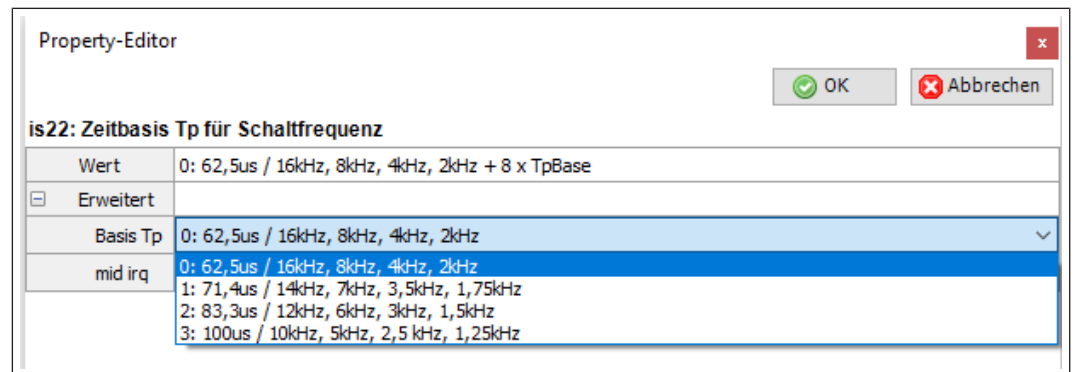 Property-Editor
x
OK
Abbrechen
is22: Zeitbasis Tp für Schaltfrequenz
Wert 0: 62,5us / 16kHz, 8kHz, 4kHz, 2kHz + 8 x TpBase
Erweitert
Basis Tp 0: 62,5us / 16kHz, 8kHz, 4kHz, 2kHz
mid irq
0: 62,5us / 16kHz, 8kHz, 4kHz, 2kHz
1: 71,4us / 14kHz, 7kHz, 3,5kHz, 1,75kHz
2: 83,3us / 12kHz, 6kHz, 3kHz, 1,5kHz
3: 100us / 10kHz, 5kHz, 2,5 kHz, 1,25kHz